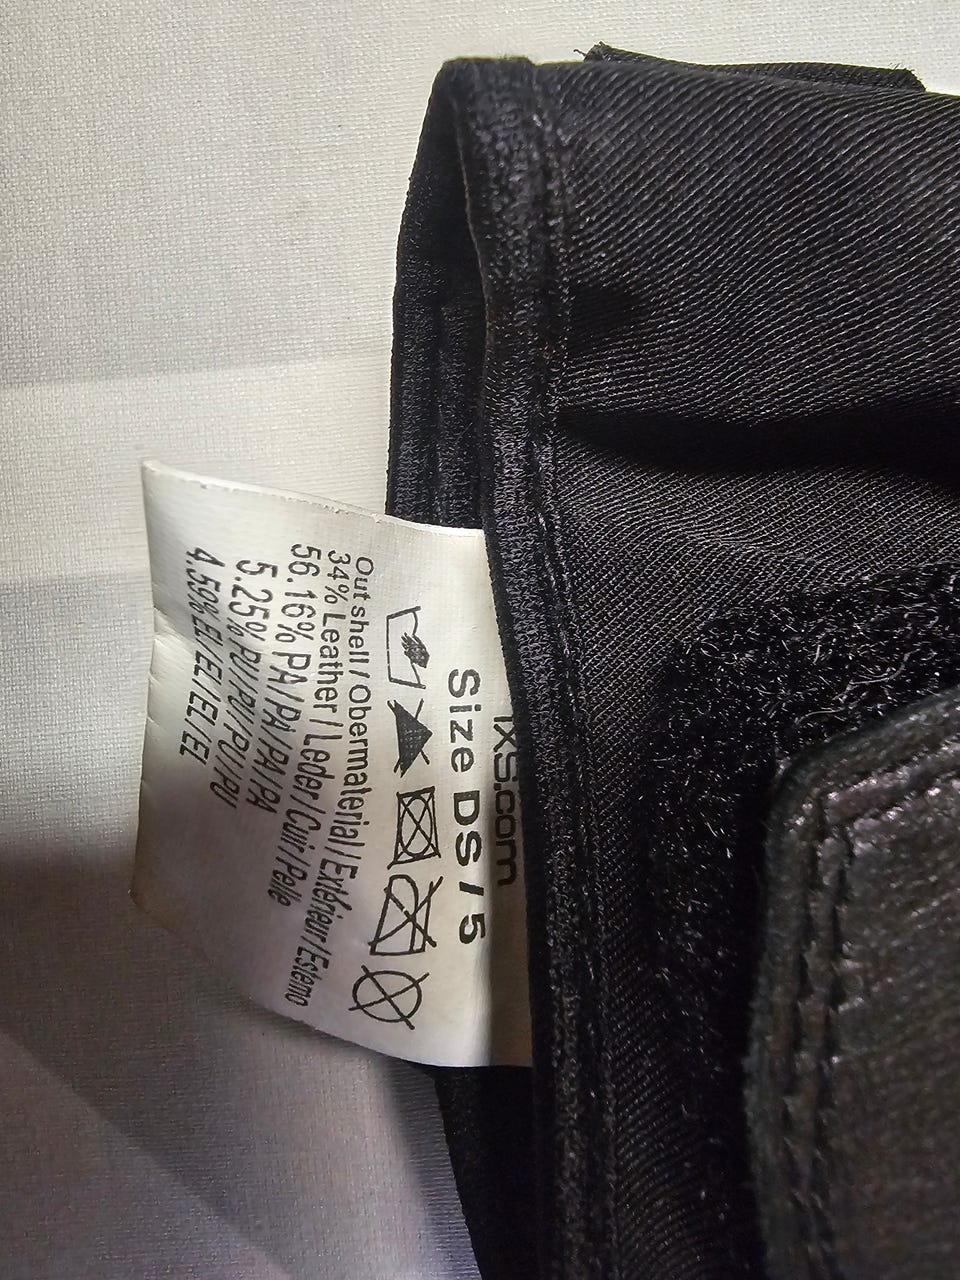 iXS.com
Size DS / 5
Out shell / Obermaterial / Extérieur / Esterno
34% Leather / Leder / Cuir / Pelle
56.16% PA / PA / PA / PA
5.25% PU / PU / PU / PU
4.59% EL / EL / EL / EL